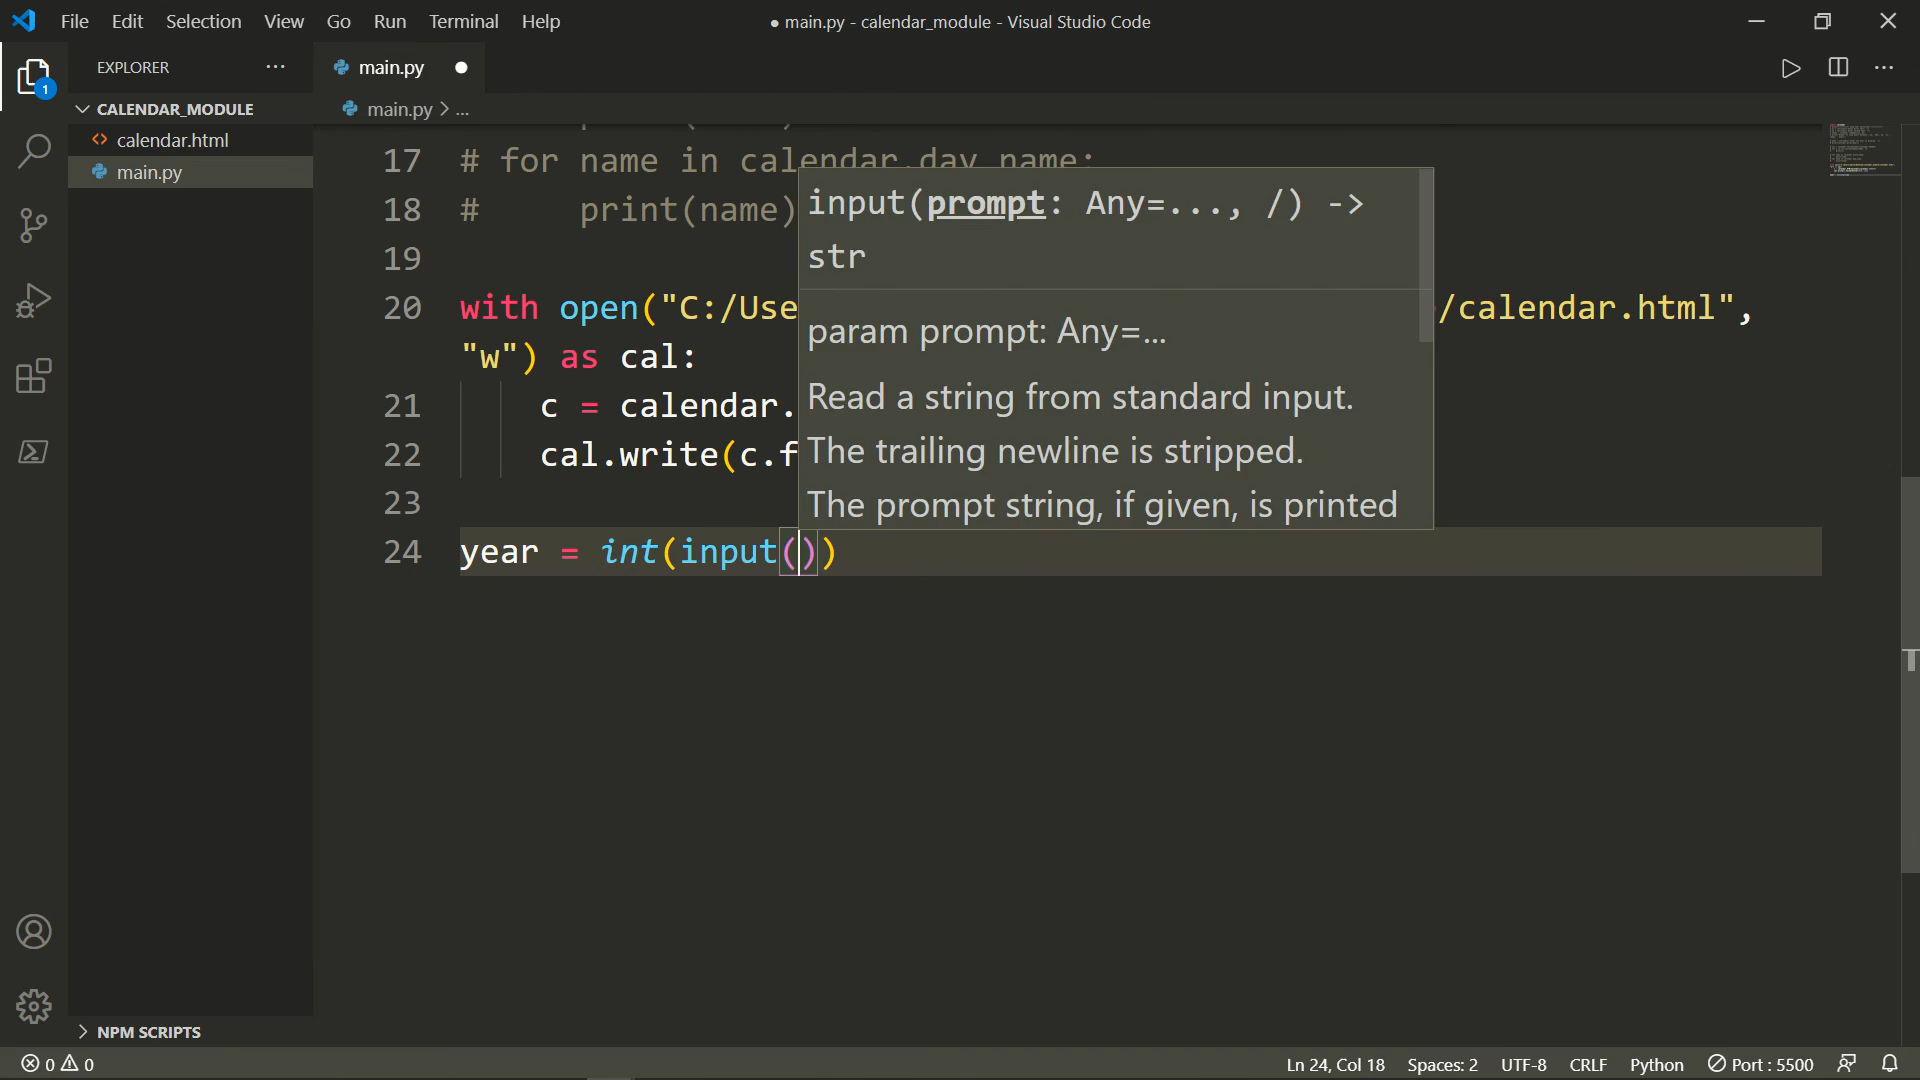 File Edit Selection View Go Run Terminal Help
● main.py - calendar_module - Visual Studio Code
EXPLORER ...
main.py ●
CALENDAR_MODULE
main.py > ...
calendar.html
main.py
17 # for name in calendar.day_name:
18 # print(name)
19
20 with open("C:/Use
/calendar.html",
"w") as cal:
21 c = calendar.
22 cal.write(c.f
23
24 year = int(input())
input(prompt: Any=..., /) ->
str
param prompt: Any=...
Read a string from standard input.
The trailing newline is stripped.
The prompt string, if given, is printed
1
NPM SCRIPTS
0 0
Ln 24, Col 18 Spaces: 2 UTF-8 CRLF Python Port : 5500